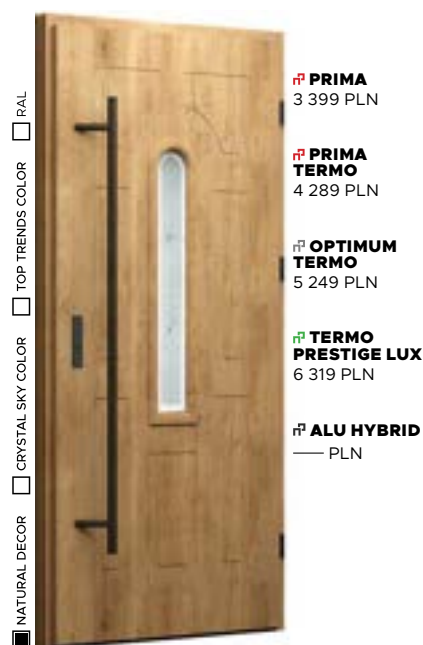 RAL
TOP TRENDS COLOR
CRYSTAL SKY COLOR
NATURAL DECOR
PRIMA
3 399 PLN
PRIMA
TERMO
4 289 PLN
OPTIMUM
TERMO
5 249 PLN
TERMO
PRESTIGE LUX
6 319 PLN
ALU HYBRID
— PLN